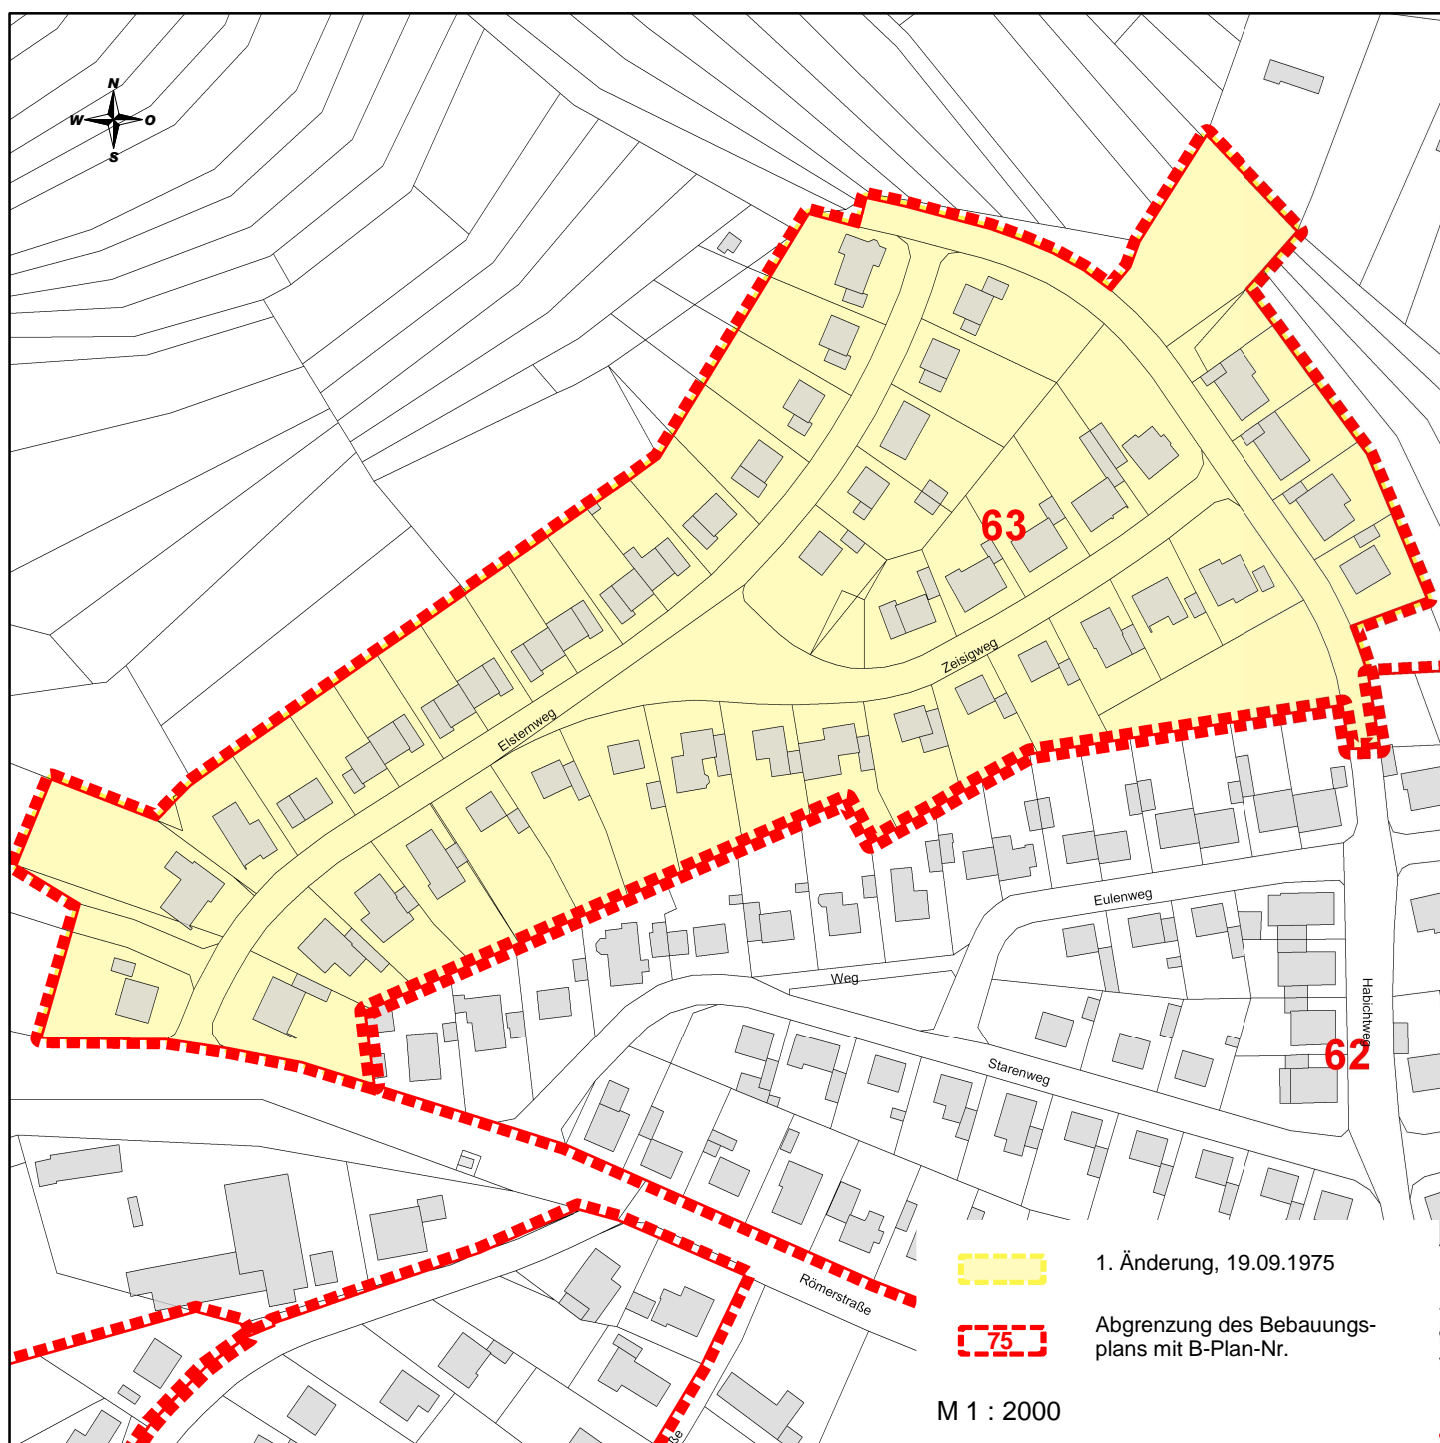 N
W
O
S
63
Zeisigweg
Elsternweg
Eulenweg
Weg
Habichtweg
Starenweg
62
Römerstraße
1. Änderung, 19.09.1975
75
Abgrenzung des Bebauungs-
plans mit B-Plan-Nr.
M 1 : 2000